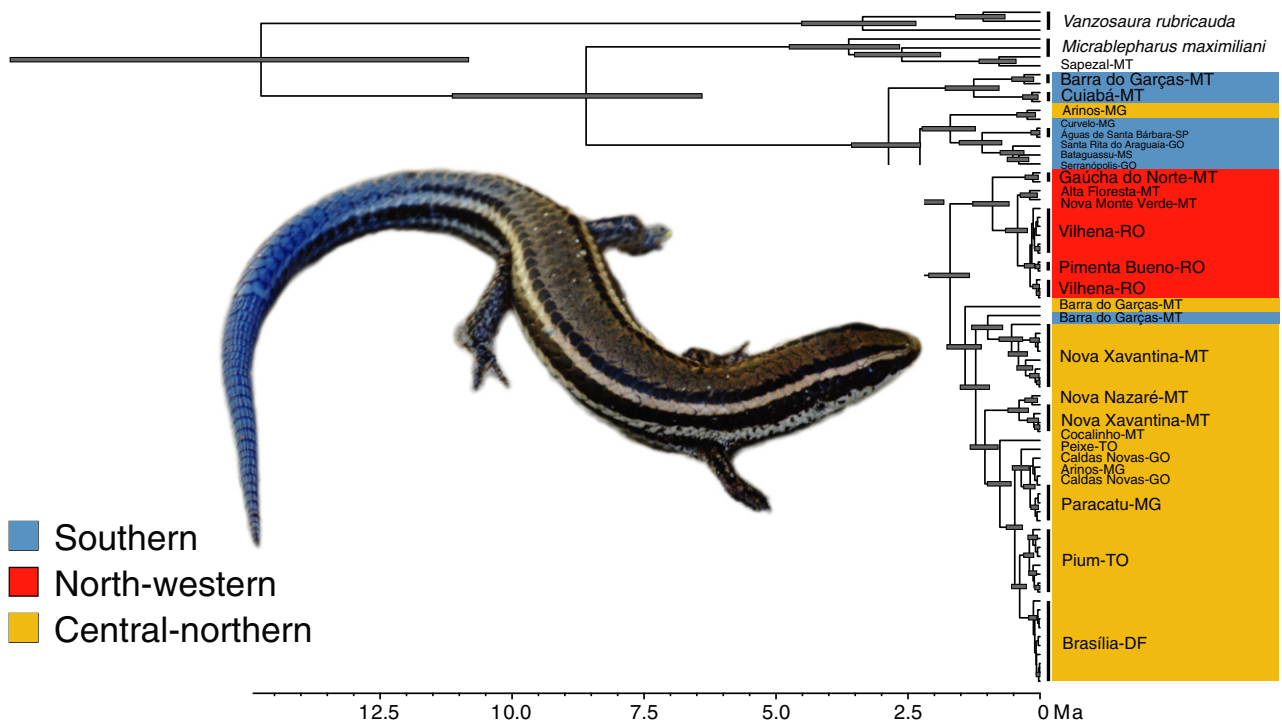 Vanzosaura rubricauda
Micrablepharus maximiliani
Sapezal-MT
Barra do Garças-MT
Cuiabá-MT
Arinos-MG
Curvelo-MG
Águas de Santa Bárbara-SP
Santa Rita do Araguaia-GO
Bataguassu-MS
Serranópolis-GO
Gaúcha do Norte-MT
Alta Floresta-MT
Nova Monte Verde-MT
Vilhena-RO
Pimenta Bueno-RO
Vilhena-RO
Barra do Garças-MT
Barra do Garças-MT
Nova Xavantina-MT
Nova Nazaré-MT
Nova Xavantina-MT
Cocalinho-MT
Peixe-TO
Caldas Novas-GO
Arinos-MG
Caldas Novas-GO
Paracatu-MG
Pium-TO
Brasília-DF
Southern
North-western
Central-northern
12.5 10.0 7.5 5.0 2.5 0 Ma